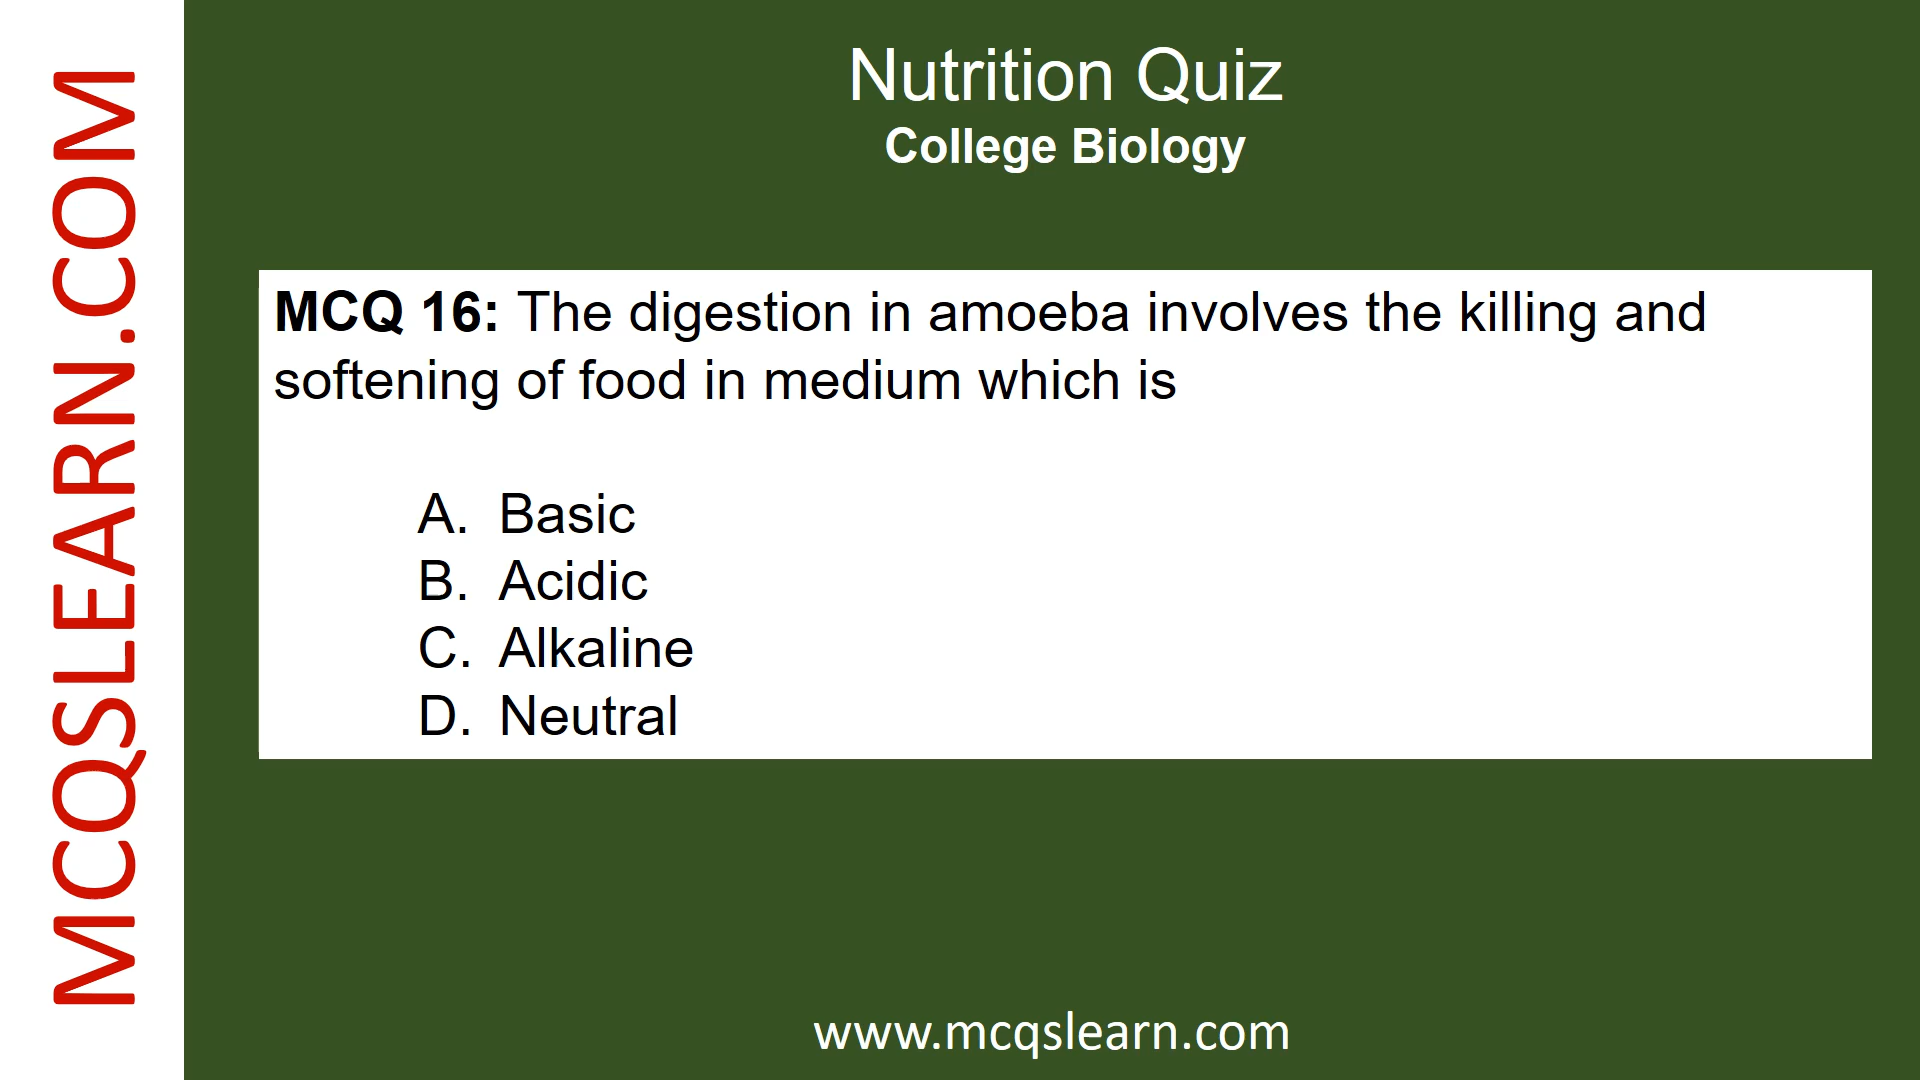 MCQSLEARN.COM
Nutrition Quiz
College Biology
MCQ 16: The digestion in amoeba involves the killing and
softening of food in medium which is
A. Basic
B. Acidic
C. Alkaline
D. Neutral
www.mcqslearn.com